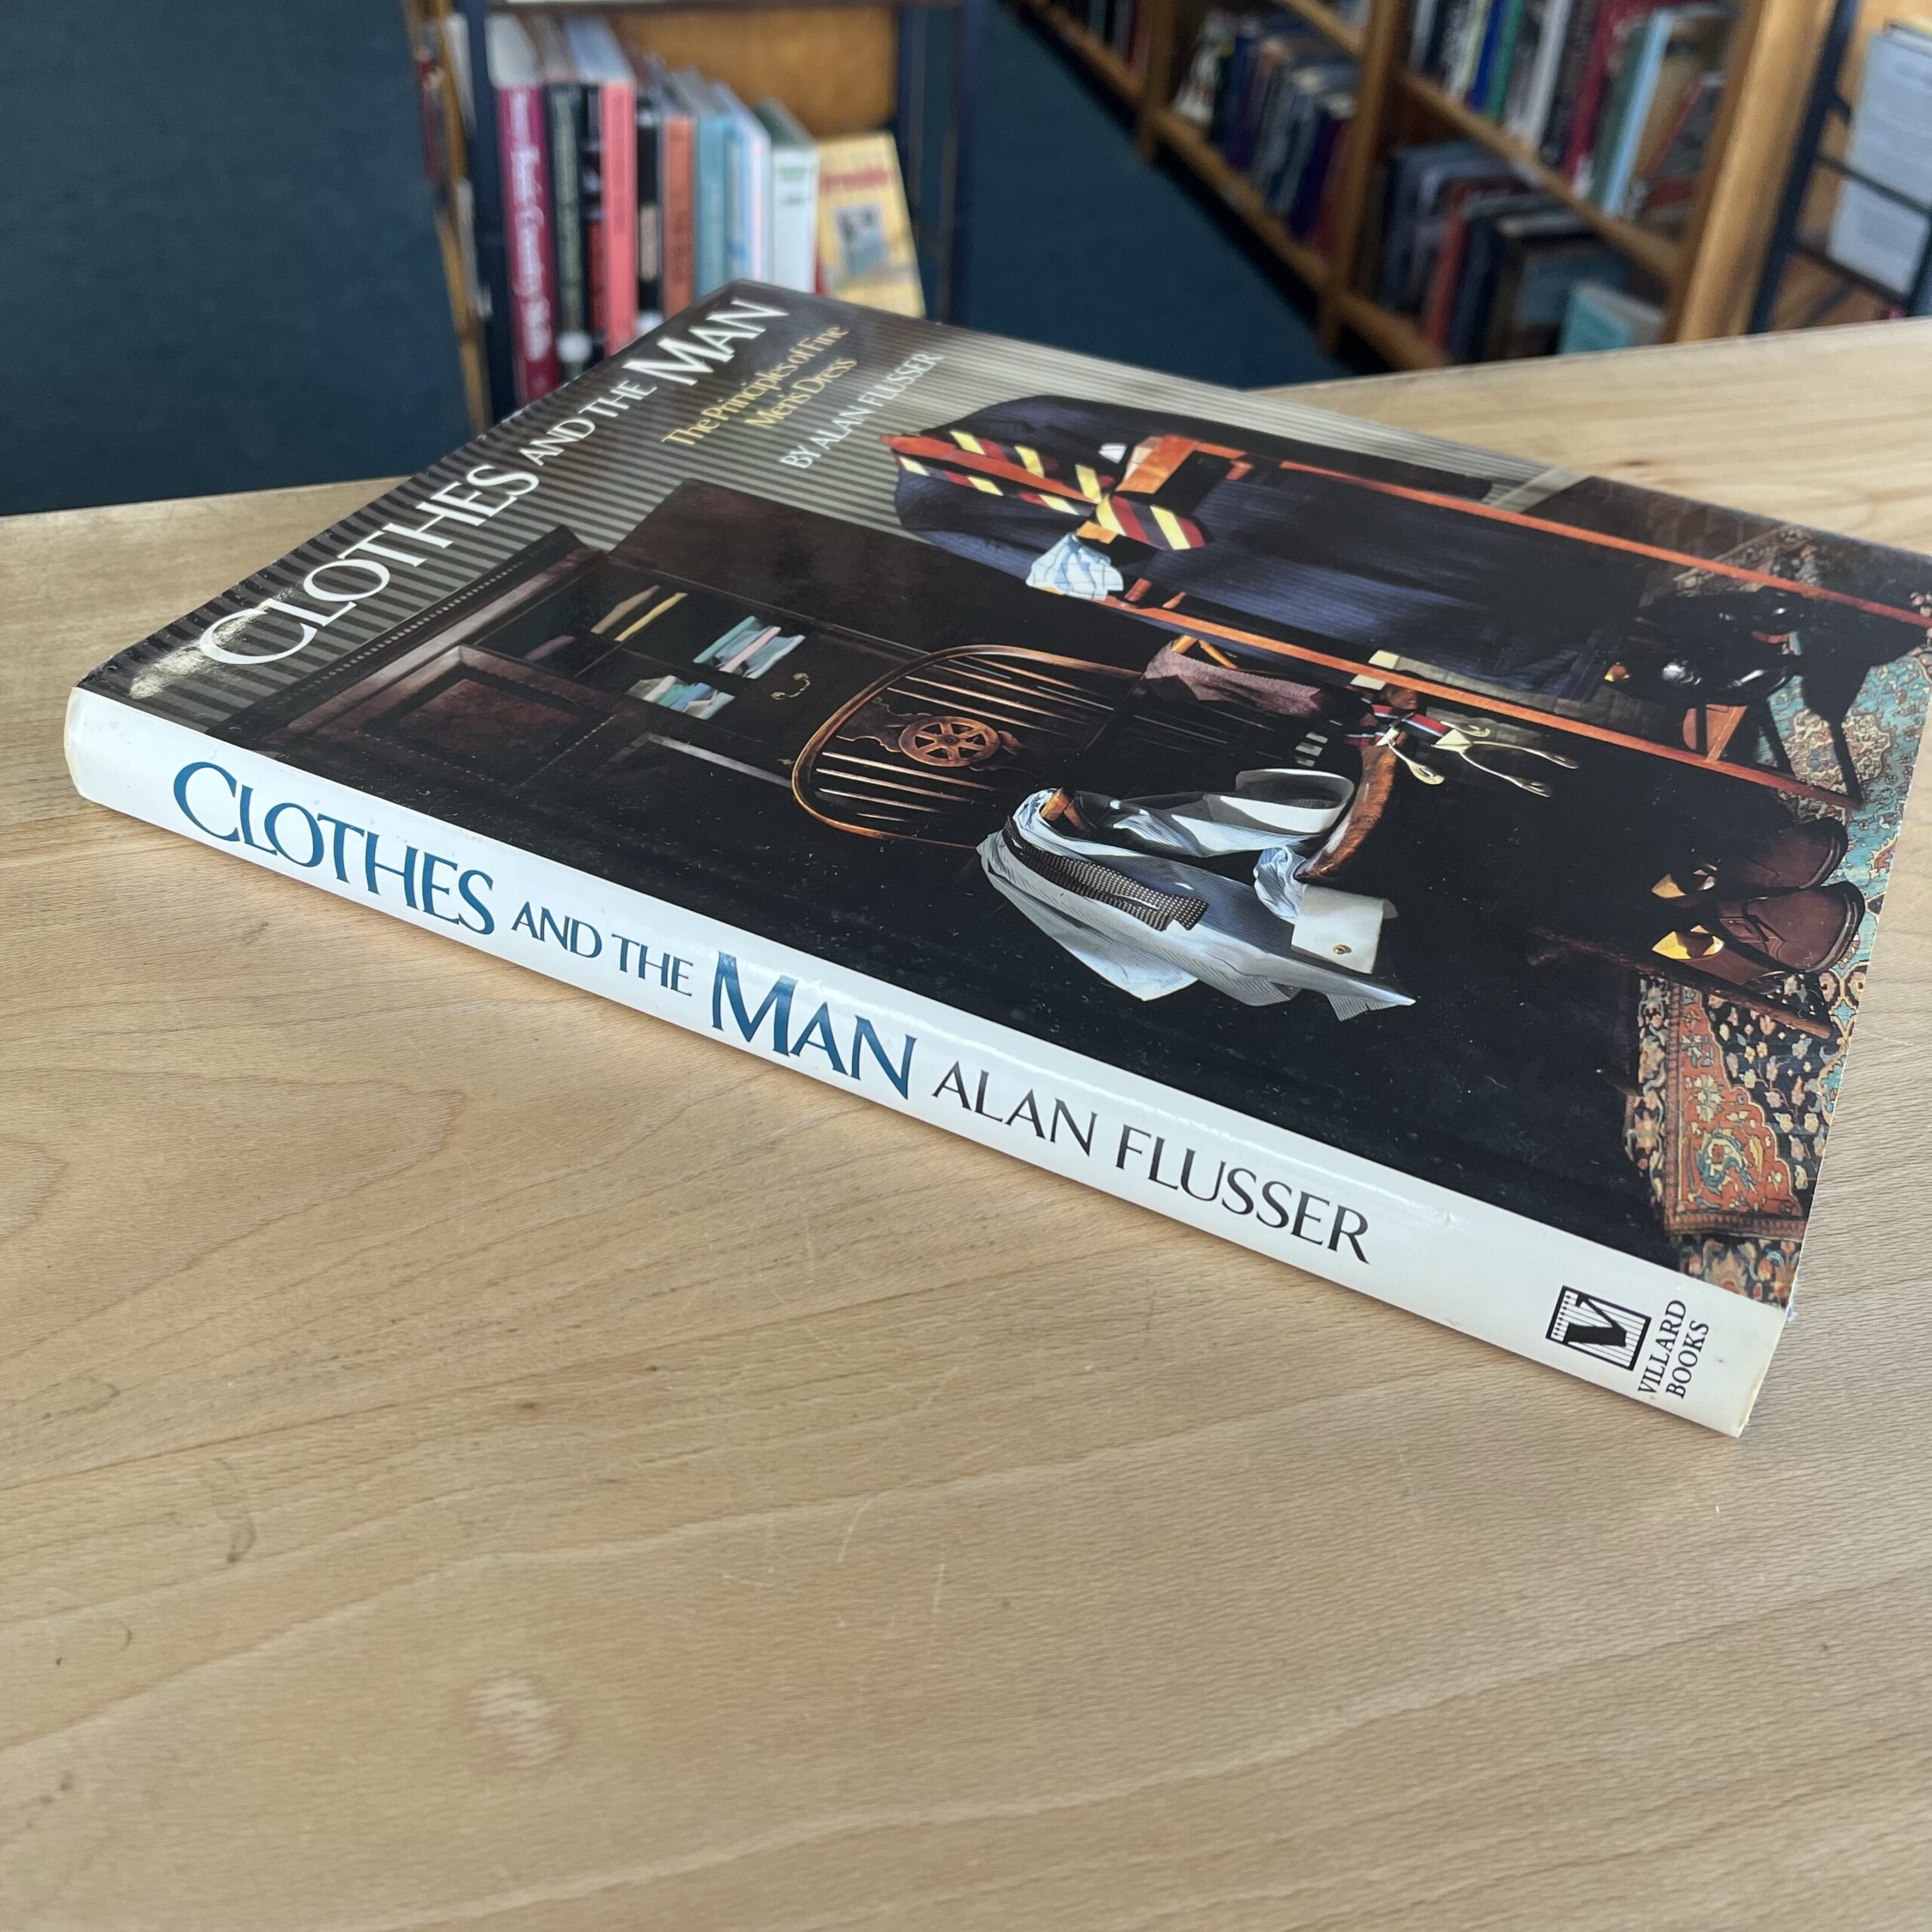 CLOTHES AND THE MAN
The Principles of Fine
Men's Dress
BY ALAN FLUSSER
CLOTHES AND THE MAN ALAN FLUSSER
V
VILLARD
BOOKS